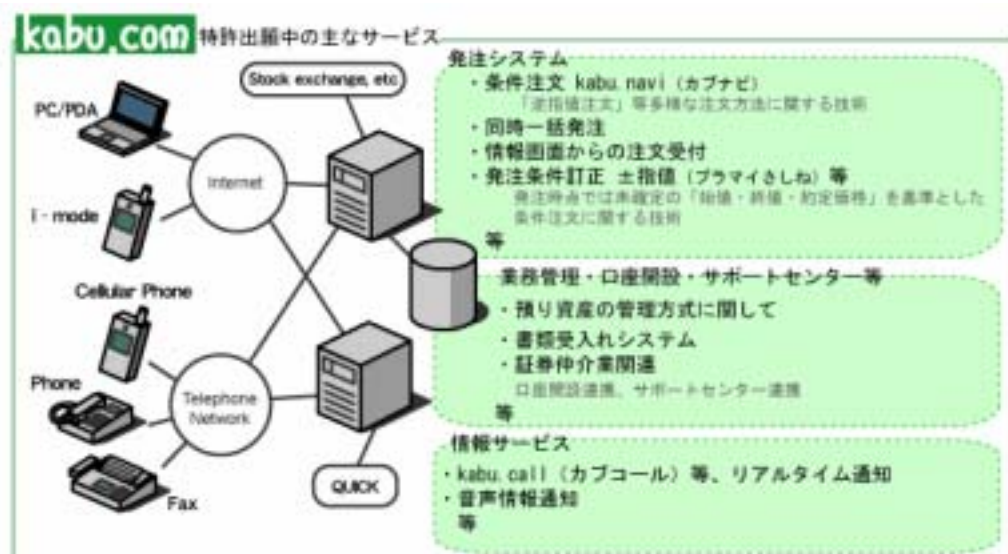 kabu.com 特許出願中の主なサービス
Stock exchange, etc
PC/PDA
Internet
i-mode
Cellular Phone
Phone
Telephone
Network
Fax
QUICK
発注システム
・条件注文 kabu.navi (カブナビ)
「逆指値注文」等多様な注文方法に関する技術
・同時一括発注
・情報画面からの注文受付
・発注条件訂正 ±指値 (プラマイさしね) 等
発注時点では未確定の「始値・終値・約定価格」を基準とした
条件注文に関する技術
等
業務管理・口座開設・サポートセンター等
・預り資産の管理方式に関して
・書類受入れシステム
・証券仲介業関連
口座開設連携、サポートセンター連携
等
情報サービス
・kabu.call (カブコール) 等、リアルタイム通知
・音声情報通知
等